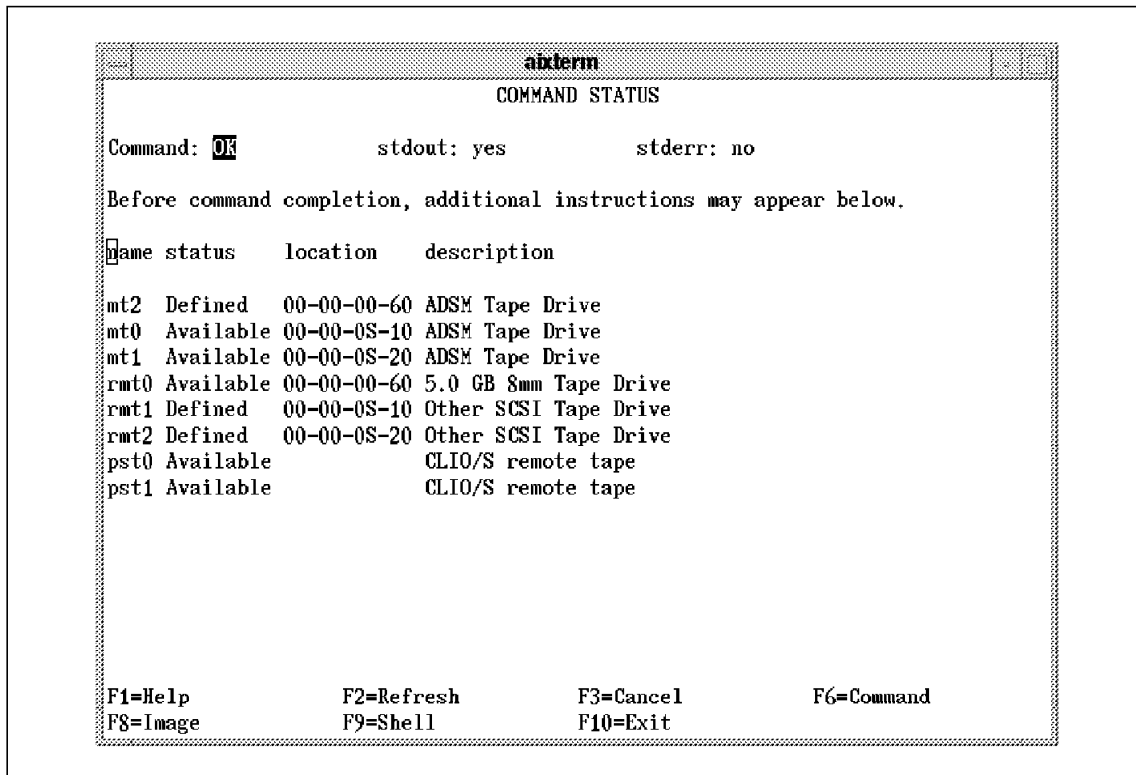 aixterm
COMMAND STATUS
Command: OK stdout: yes stderr: no
Before command completion, additional instructions may appear below.
name status location description
mt2 Defined 00-00-00-60 ADSM Tape Drive
mt0 Available 00-00-0S-10 ADSM Tape Drive
mt1 Available 00-00-0S-20 ADSM Tape Drive
rmt0 Available 00-00-00-60 5.0 GB 8mm Tape Drive
rmt1 Defined 00-00-0S-10 Other SCSI Tape Drive
rmt2 Defined 00-00-0S-20 Other SCSI Tape Drive
pst0 Available CLIO/S remote tape
pst1 Available CLIO/S remote tape
F1=Help F2=Refresh F3=Cancel F6=Command
F8=Image F9=Shell F10=Exit